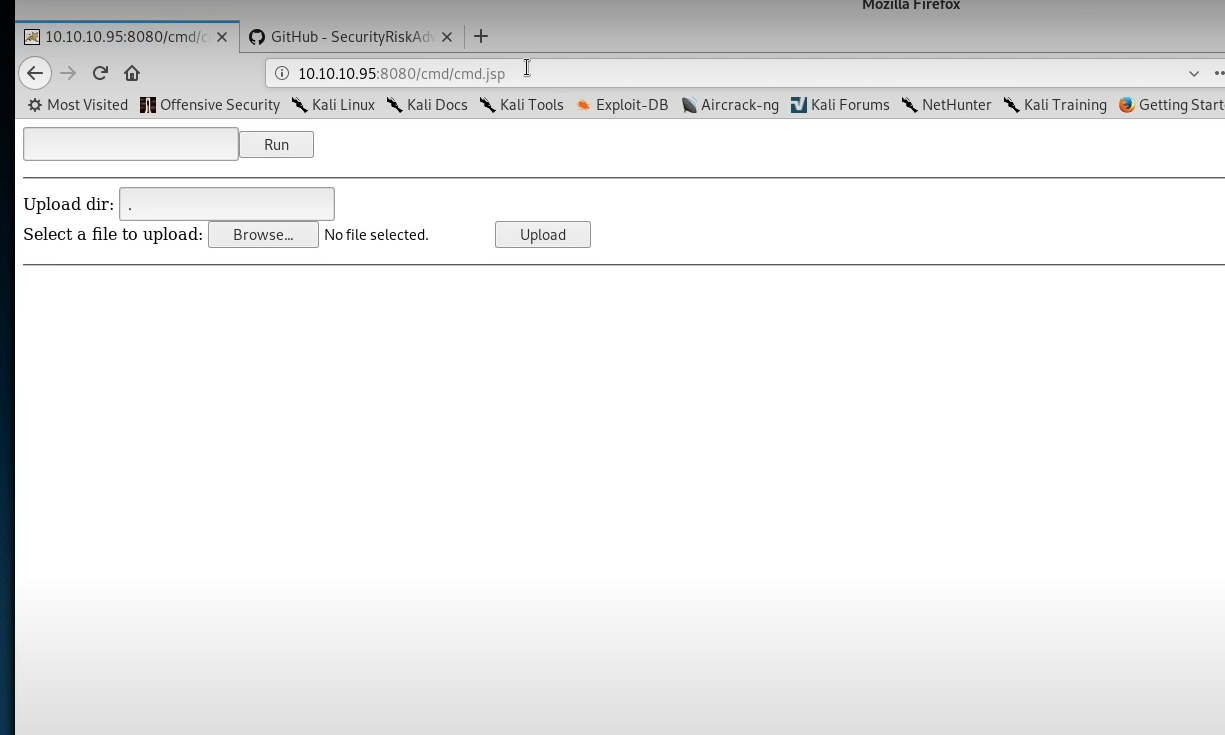 Mozilla Firefox
10.10.10.95:8080/cmd/c GitHub - SecurityRiskAdv
10.10.10.95:8080/cmd/cmd.jsp
Most Visited Offensive Security Kali Linux Kali Docs Kali Tools Exploit-DB Aircrack-ng Kali Forums NetHunter Kali Training Getting Start
Run
Upload dir: .
Select a file to upload: Browse... No file selected. Upload